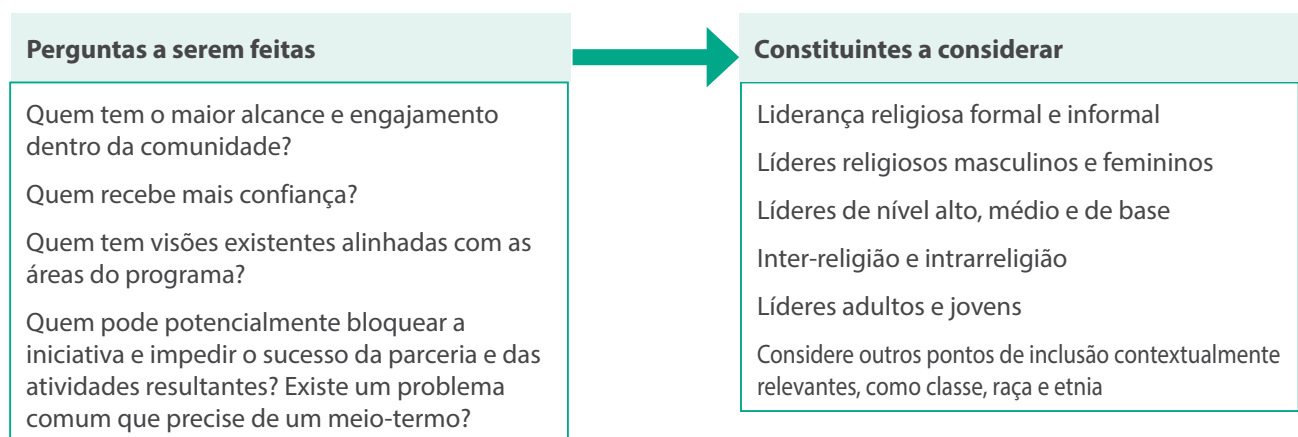 Perguntas a serem feitas
Quem tem o maior alcance e engajamento
dentro da comunidade?
Quem recebe mais confiança?
Quem tem visões existentes alinhadas com as
áreas do programa?
Quem pode potencialmente bloquear a
iniciativa e impedir o sucesso da parceria e das
atividades resultantes? Existe um problema
comum que precise de um meio-termo?
Constituintes a considerar
Liderança religiosa formal e informal
Líderes religiosos masculinos e femininos
Líderes de nível alto, médio e de base
Inter-religião e intrarreligião
Líderes adultos e jovens
Considere outros pontos de inclusão contextualmente
relevantes, como classe, raça e etnia